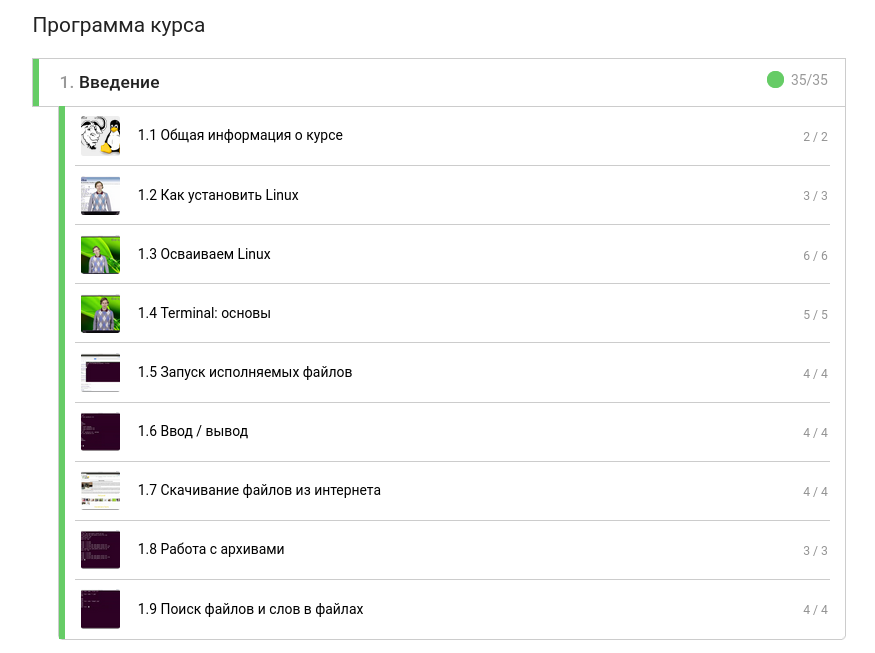 Программа курса
1. Введение
35/35
1.1 Общая информация о курсе
2 / 2
1.2 Как установить Linux
3 / 3
1.3 Осваиваем Linux
6 / 6
1.4 Terminal: основы
5 / 5
1.5 Запуск исполняемых файлов
4 / 4
1.6 Ввод / вывод
4 / 4
1.7 Скачивание файлов из интернета
4 / 4
1.8 Работа с архивами
3 / 3
1.9 Поиск файлов и слов в файлах
4 / 4